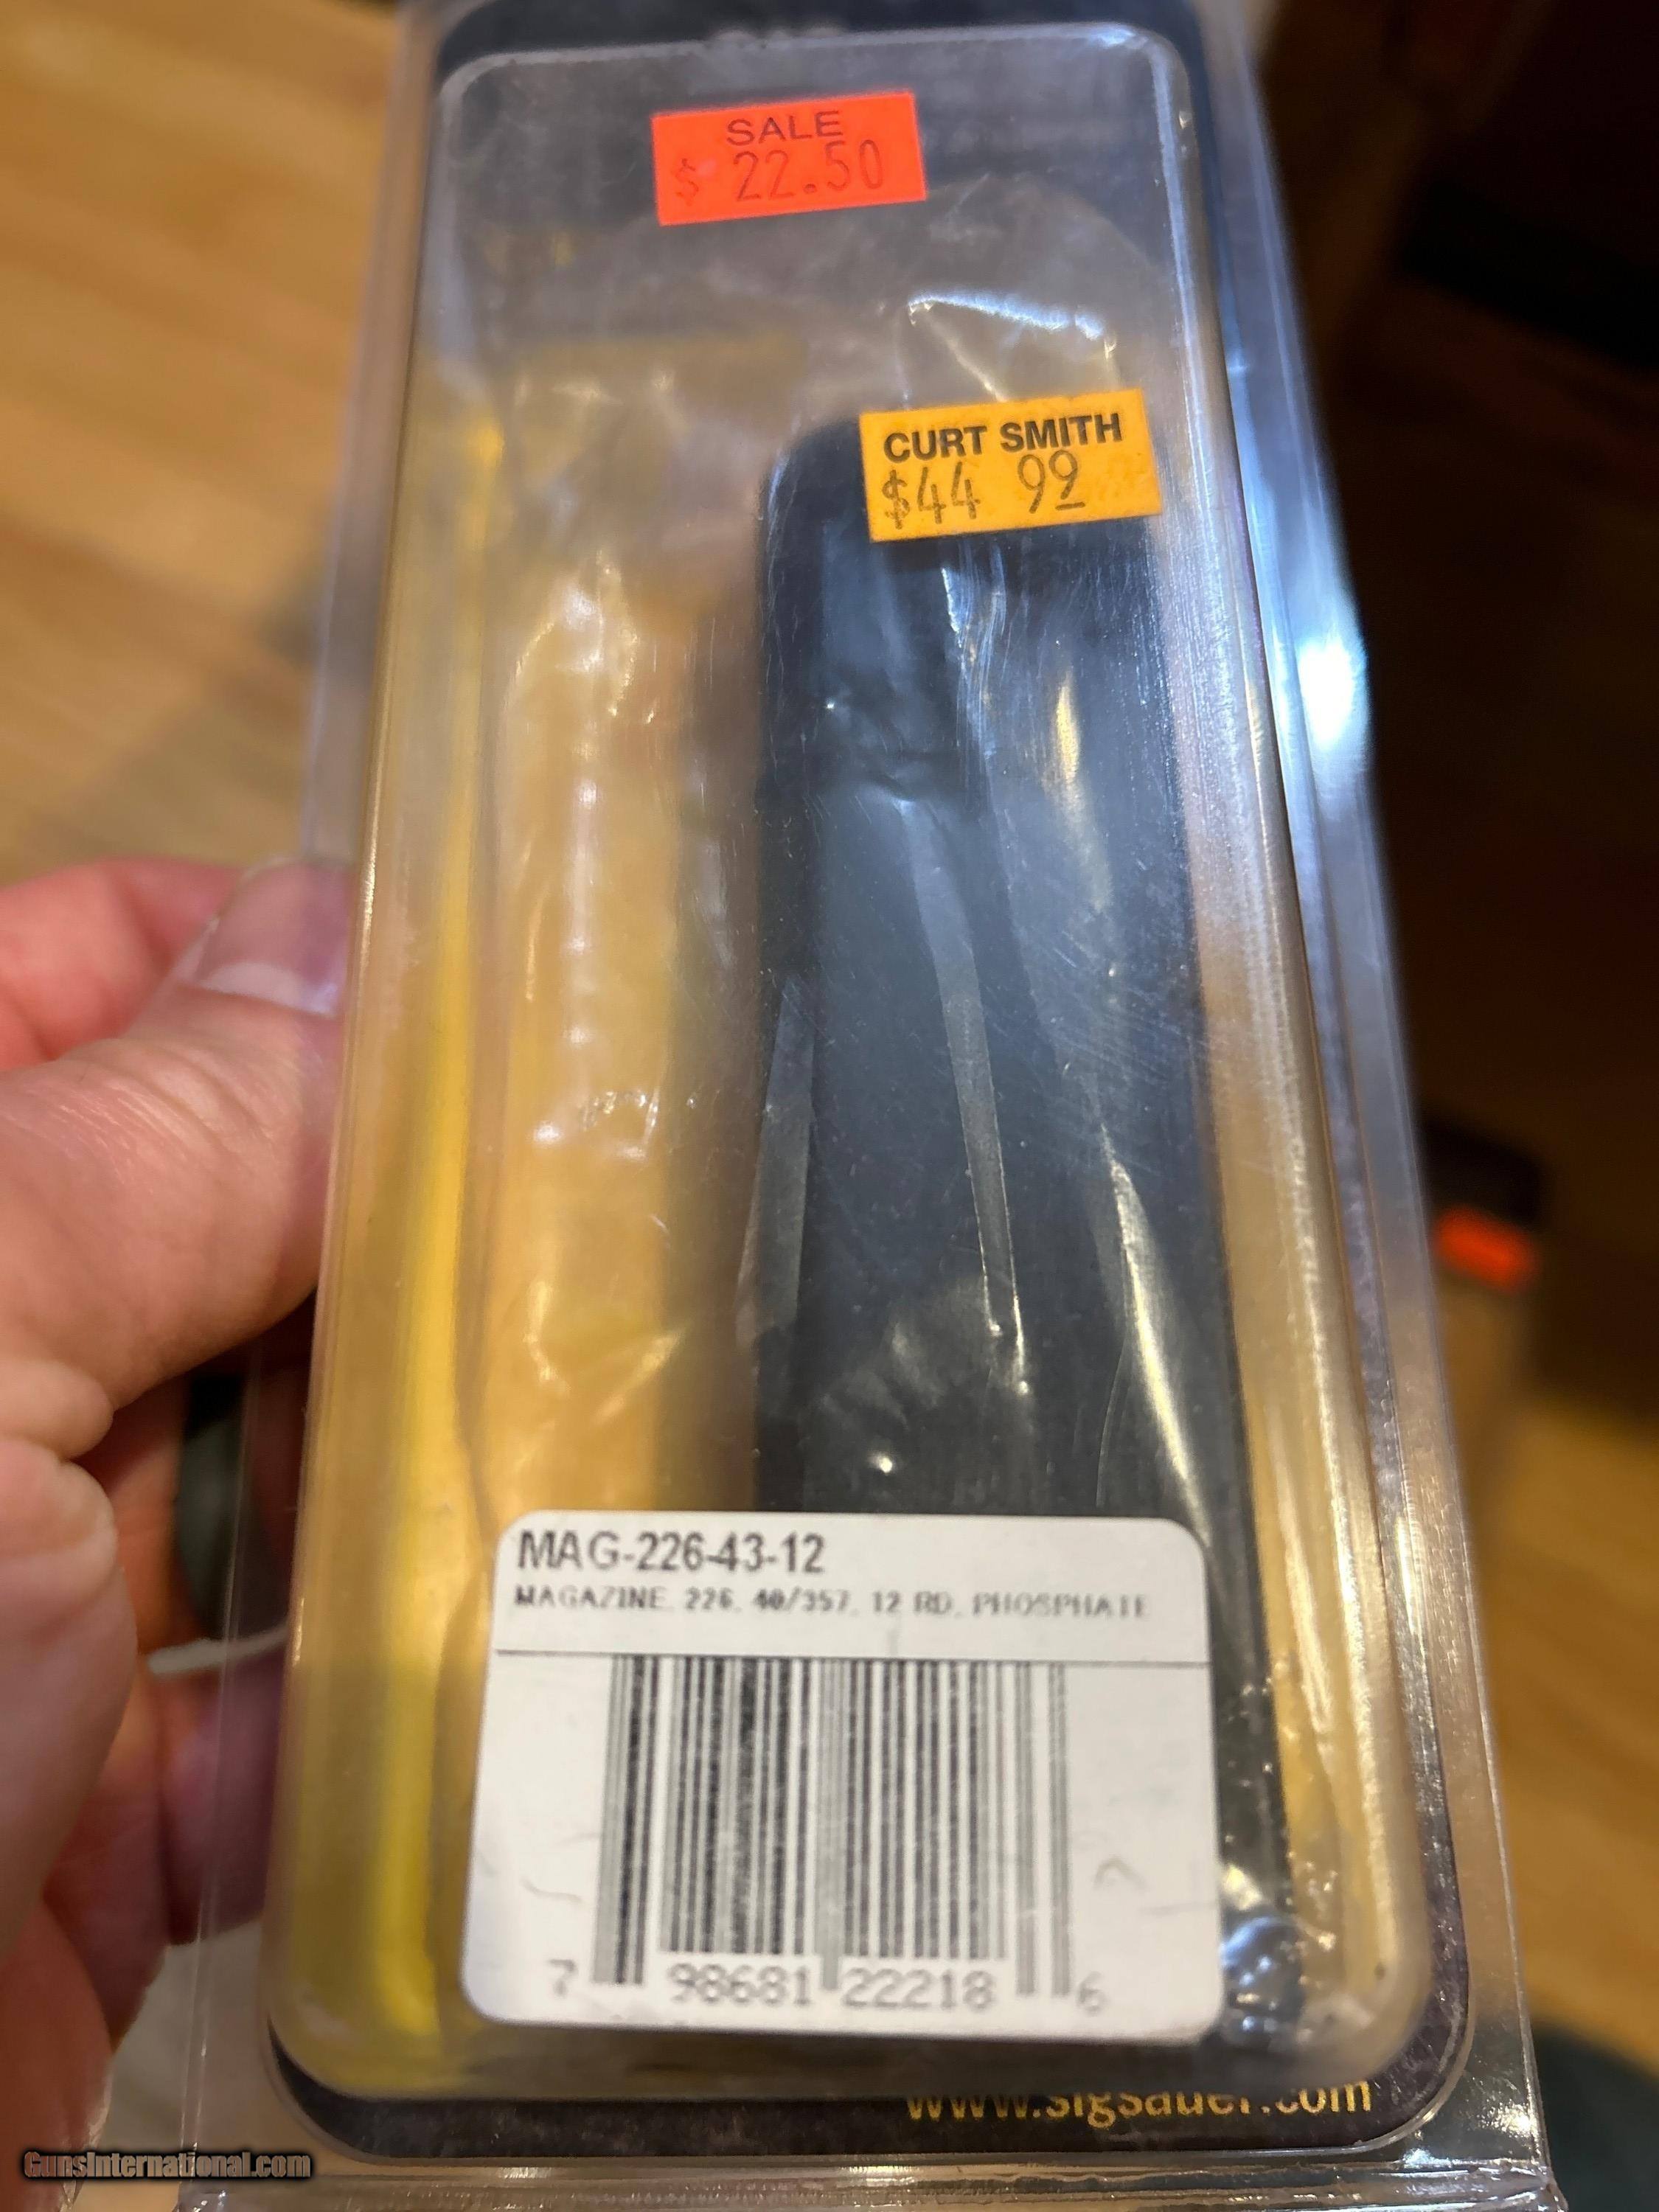 SALE
$ 22.50
CURT SMITH
$44 99
MAG-226-43-12
MAGAZINE, 226, 40/357, 12 RD, PHOSPHATE
7 98681 22218 6
www.sigsauer.com
GunsInternational.com